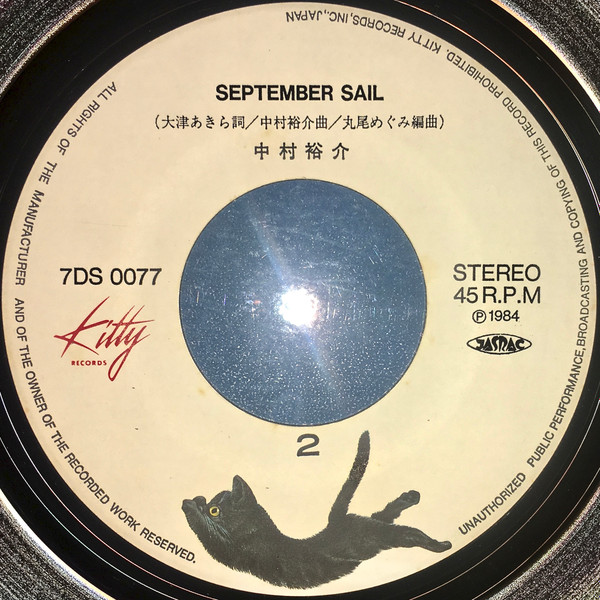 SEPTEMBER SAIL
(大津あきら詞／中村裕介曲／丸尾めぐみ編曲)
中村裕介
7DS 0077
Kitty
RECORDS
STEREO
45 R.P.M
Ⓟ1984
JASRAC
2
ALL RIGHTS OF THE MANUFACTURER AND OF THE OWNER OF THE RECORDED WORK RESERVED. UNAUTHORIZED PUBLIC PERFORMANCE, BROADCASTING AND COPYING OF THIS RECORD PROHIBITED. KITTY RECORDS, INC., JAPAN